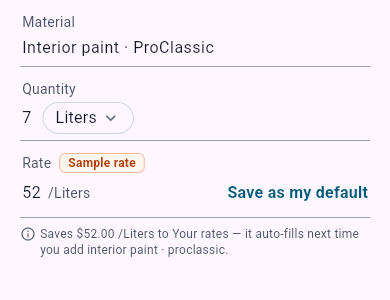 Material
Interior paint · ProClassic
Quantity
7 Liters
Rate Sample rate
52 /Liters Save as my default
Saves $52.00 /Liters to Your rates — it auto-fills next time
you add interior paint · proclassic.